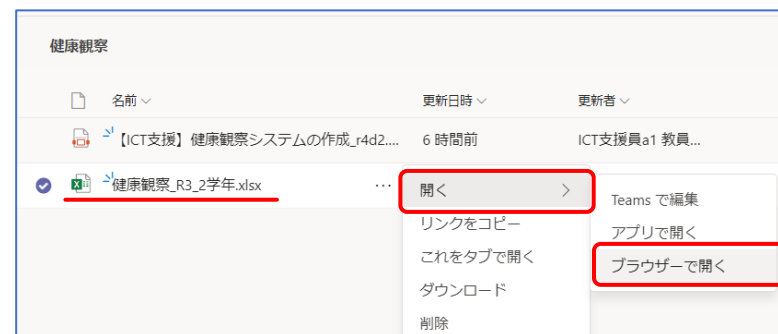 健康観察
名前 更新日時 更新者
【ICT支援】健康観察システムの作成_r4d2.... 6 時間前 ICT支援員a1 教員...
健康観察_R3_2学年.xlsx ... 開く
Teams で編集
リンクをコピー
アプリで開く
これをタブで開く
ブラウザーで開く
ダウンロード
削除